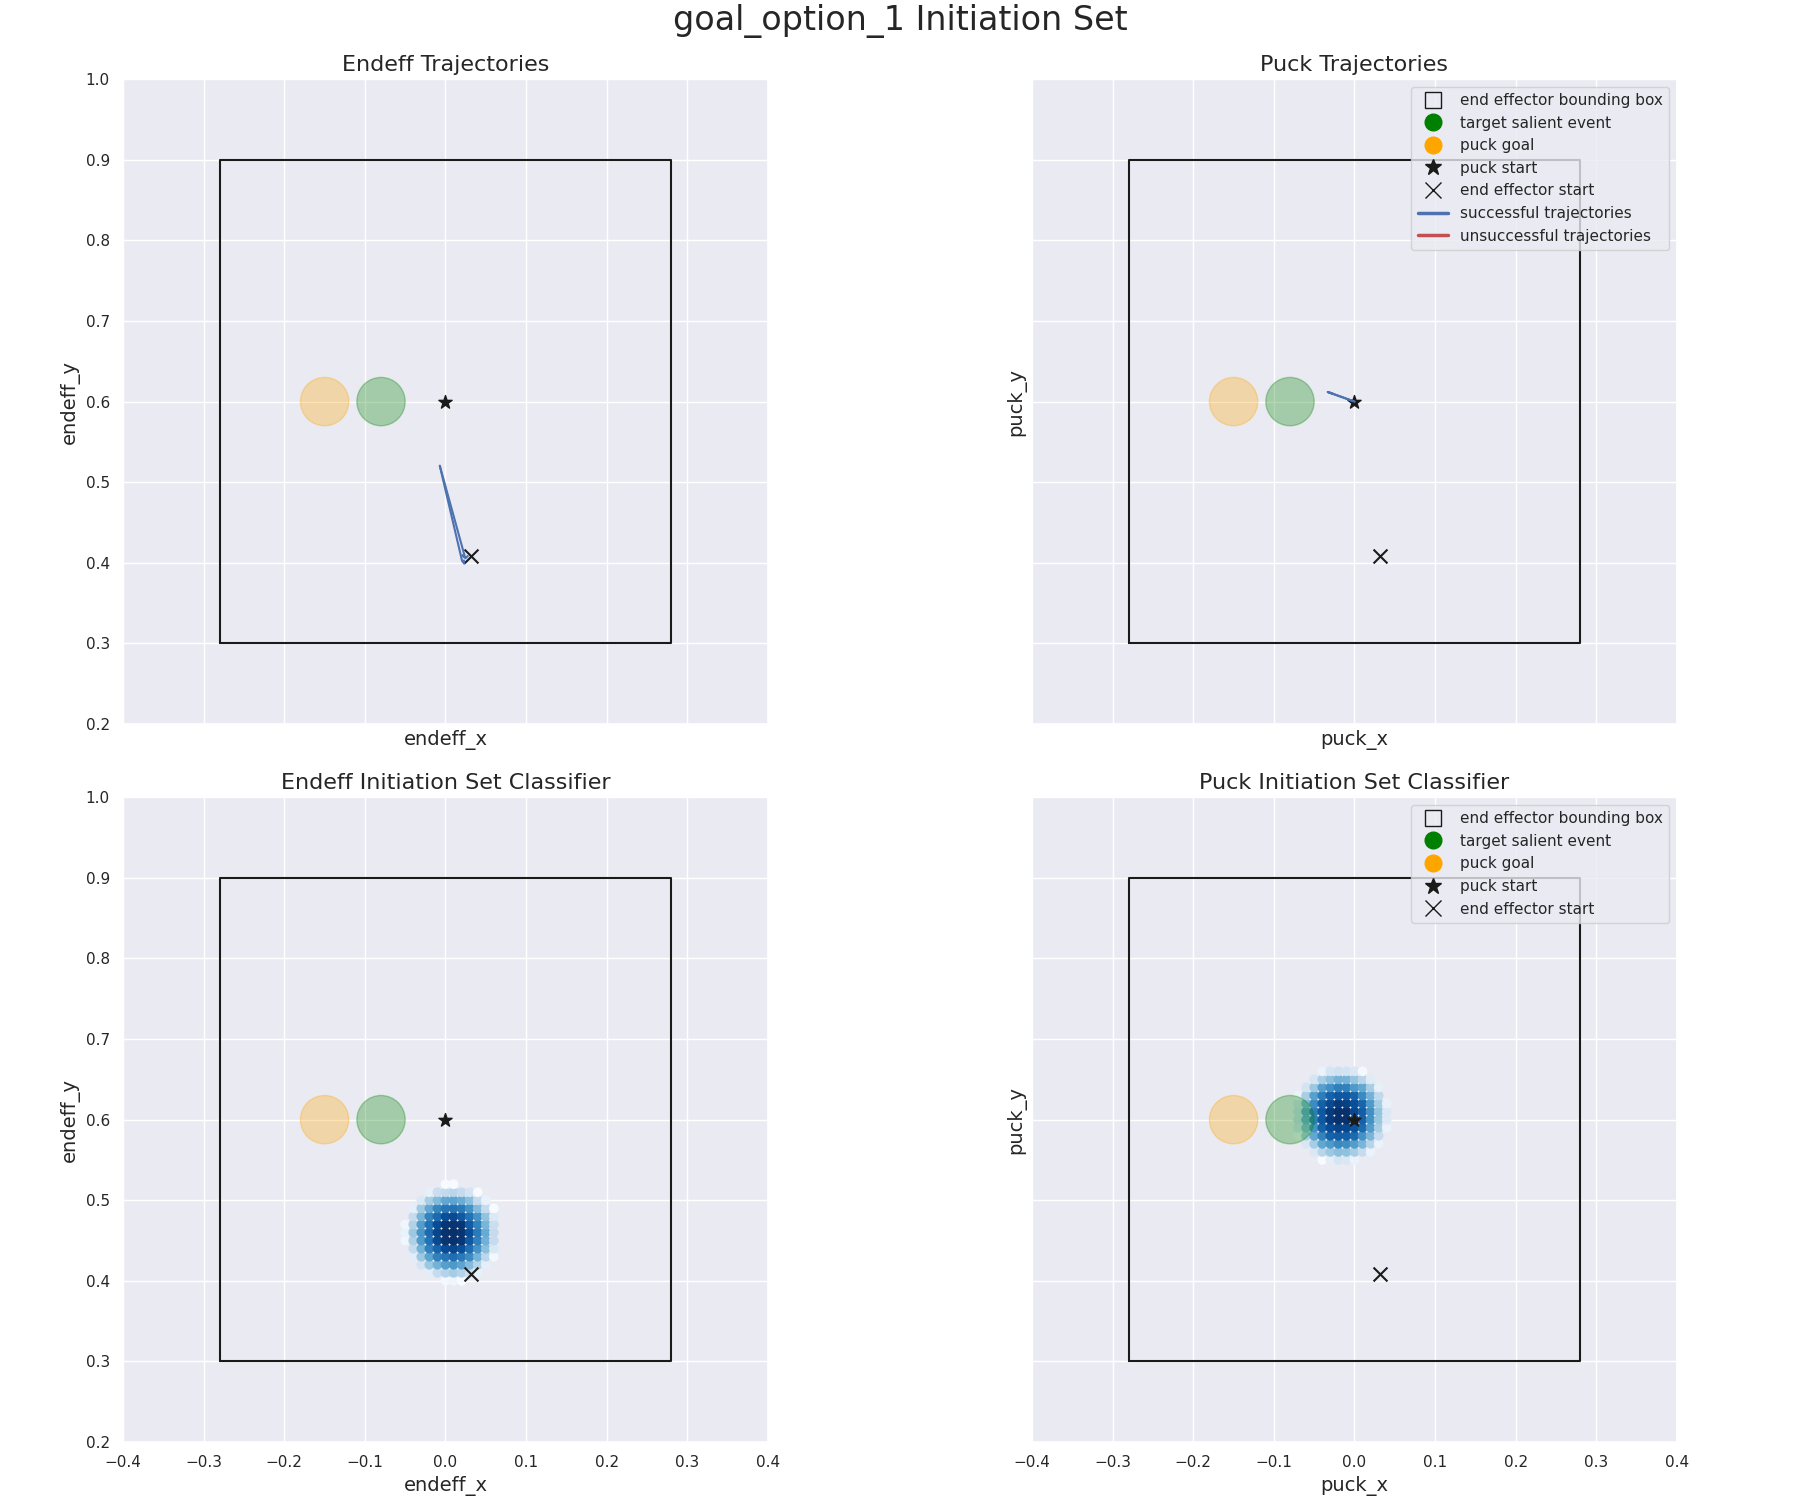 goal_option_1 Initiation Set
Endeff Trajectories
1.0
0.9
0.8
0.7
0.6
0.5
0.4
0.3
0.2
endeff_y
endeff_x
Puck Trajectories
end effector bounding box
target salient event
puck goal
puck start
end effector start
successful trajectories
unsuccessful trajectories
puck_y
puck_x
Endeff Initiation Set Classifier
1.0
0.9
0.8
0.7
0.6
0.5
0.4
0.3
0.2
endeff_y
−0.4 −0.3 −0.2 −0.1 0.0 0.1 0.2 0.3 0.4
endeff_x
Puck Initiation Set Classifier
end effector bounding box
target salient event
puck goal
puck start
end effector start
puck_y
−0.4 −0.3 −0.2 −0.1 0.0 0.1 0.2 0.3 0.4
puck_x